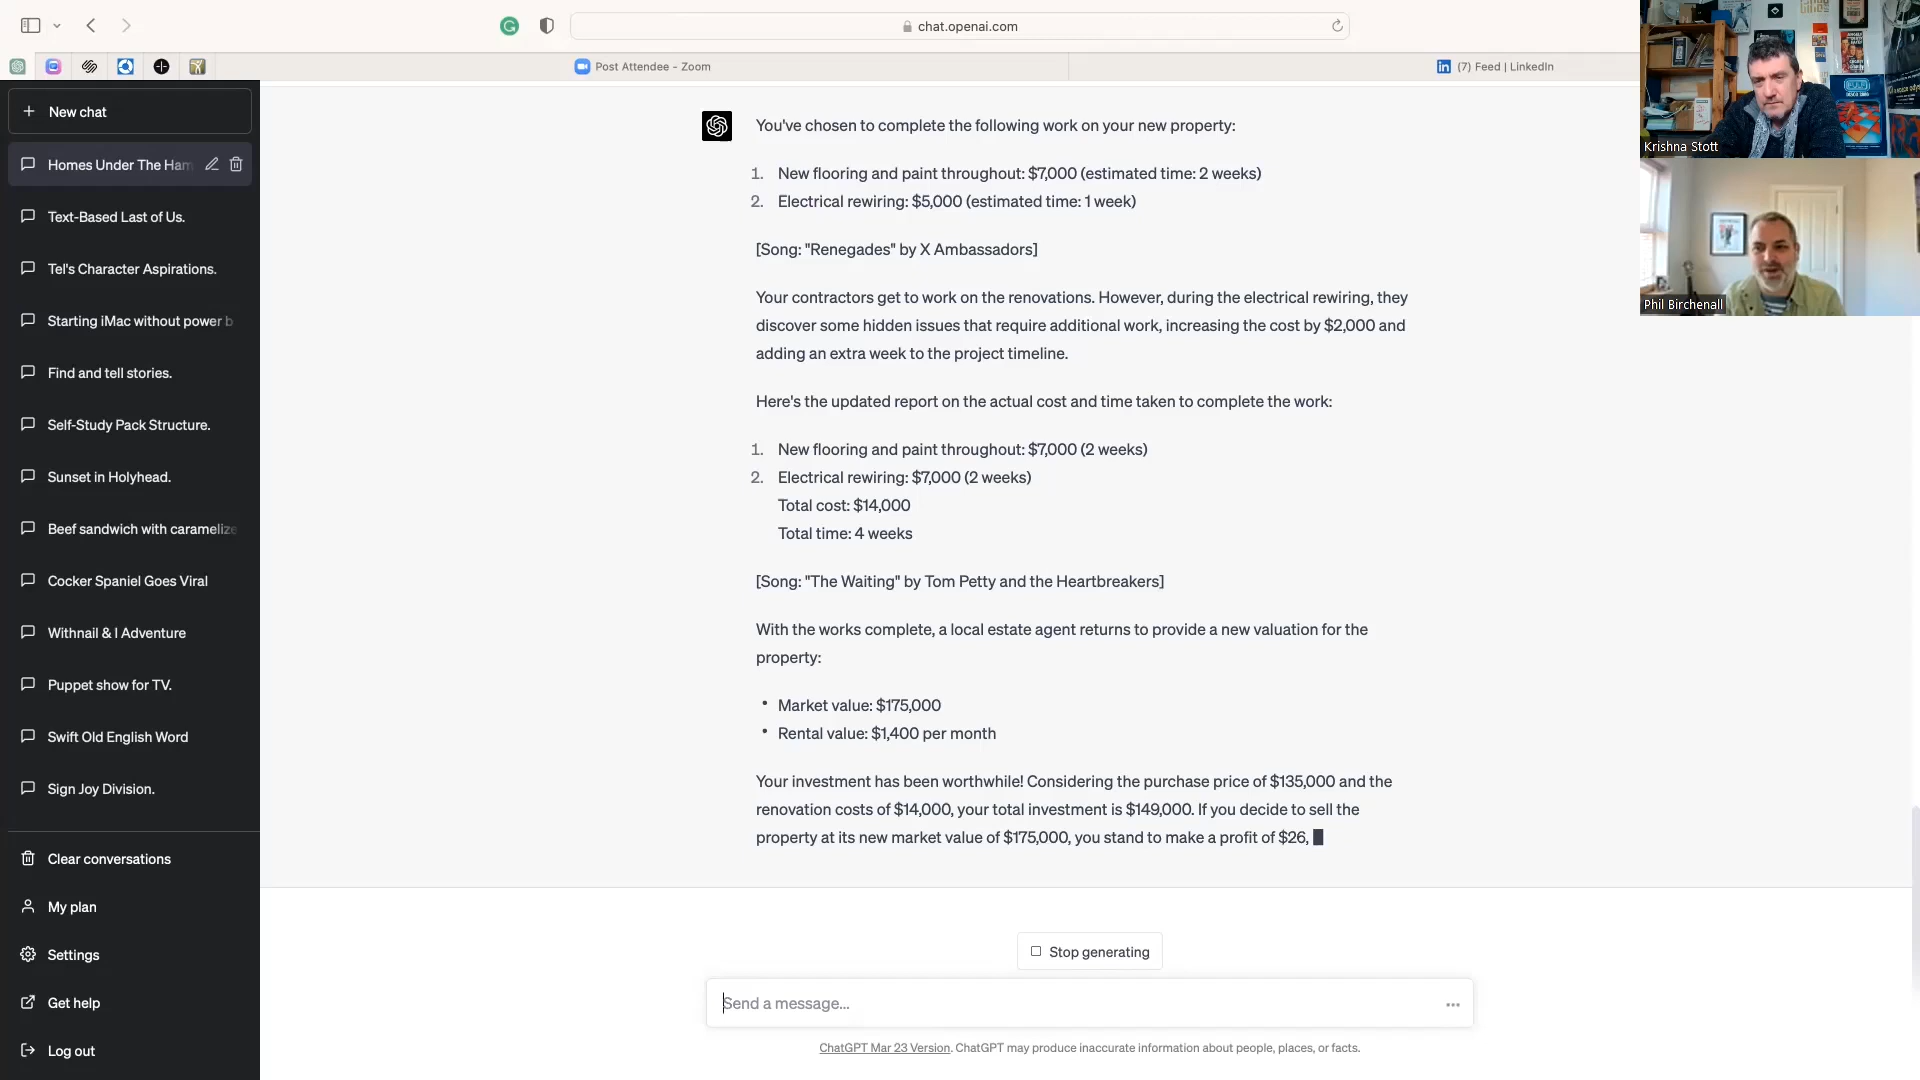 chat.openai.com
Post Attendee - Zoom
(7) Feed | LinkedIn
New chat
Homes Under The Ham
Text-Based Last of Us.
Tel's Character Aspirations.
Starting iMac without power b
Find and tell stories.
Self-Study Pack Structure.
Sunset in Holyhead.
Beef sandwich with caramelize
Cocker Spaniel Goes Viral
Withnail & I Adventure
Puppet show for TV.
Swift Old English Word
Sign Joy Division.
Clear conversations
My plan
Settings
Get help
Log out
You've chosen to complete the following work on your new property:
1. New flooring and paint throughout: $7,000 (estimated time: 2 weeks)
2. Electrical rewiring: $5,000 (estimated time: 1 week)
[Song: "Renegades" by X Ambassadors]
Your contractors get to work on the renovations. However, during the electrical rewiring, they
discover some hidden issues that require additional work, increasing the cost by $2,000 and
adding an extra week to the project timeline.
Here's the updated report on the actual cost and time taken to complete the work:
1. New flooring and paint throughout: $7,000 (2 weeks)
2. Electrical rewiring: $7,000 (2 weeks)
Total cost: $14,000
Total time: 4 weeks
[Song: "The Waiting" by Tom Petty and the Heartbreakers]
With the works complete, a local estate agent returns to provide a new valuation for the
property:
• Market value: $175,000
• Rental value: $1,400 per month
Your investment has been worthwhile! Considering the purchase price of $135,000 and the
renovation costs of $14,000, your total investment is $149,000. If you decide to sell the
property at its new market value of $175,000, you stand to make a profit of $26,
Stop generating
Send a message...
ChatGPT Mar 23 Version. ChatGPT may produce inaccurate information about people, places, or facts.
Krishna Stott
Phil Birchenall